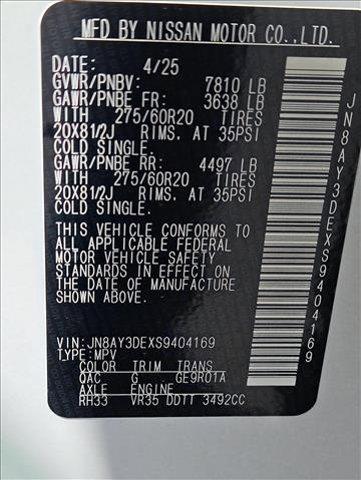 MFD BY NISSAN MOTOR CO.,LTD.
DATE: 4/25
GVWR/PNBV: 7810 LB
GAWR/PNBE FR: 3638 LB
WITH 275/60R20 TIRES
20X81/2J RIMS. AT 35PSI
COLD SINGLE.
GAWR/PNBE RR: 4497 LB
WITH 275/60R20 TIRES
20X81/2J RIMS. AT 35PSI
COLD SINGLE.
THIS VEHICLE CONFORMS TO
ALL APPLICABLE FEDERAL
MOTOR VEHICLE SAFETY
STANDARDS IN EFFECT ON
THE DATE OF MANUFACTURE
SHOWN ABOVE.
VIN: JN8AY3DEXS9404169
TYPE: MPV
COLOR TRIM TRANS
QAC G GE9R01A
AXLE ENGINE
RH33 VR35 DDTT 3492CC
JN8AY3DEXS9404169